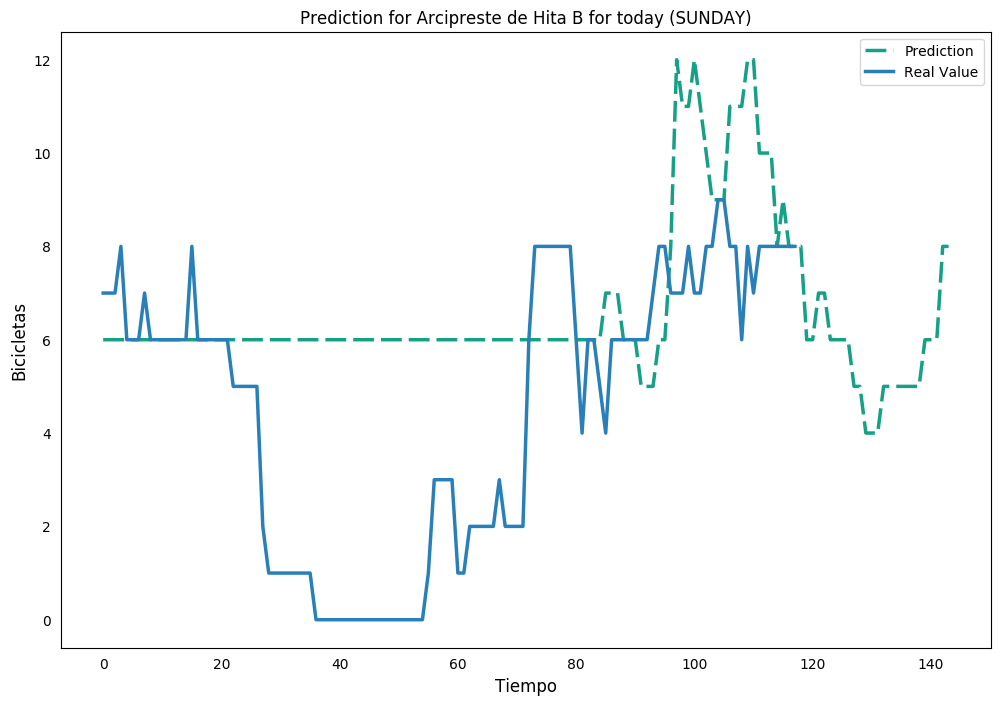 Prediction for Arcipreste de Hita B for today (SUNDAY)
Prediction
Real Value
Bicicletas
12
10
8
6
4
2
0
0 20 40 60 80 100 120 140
Tiempo